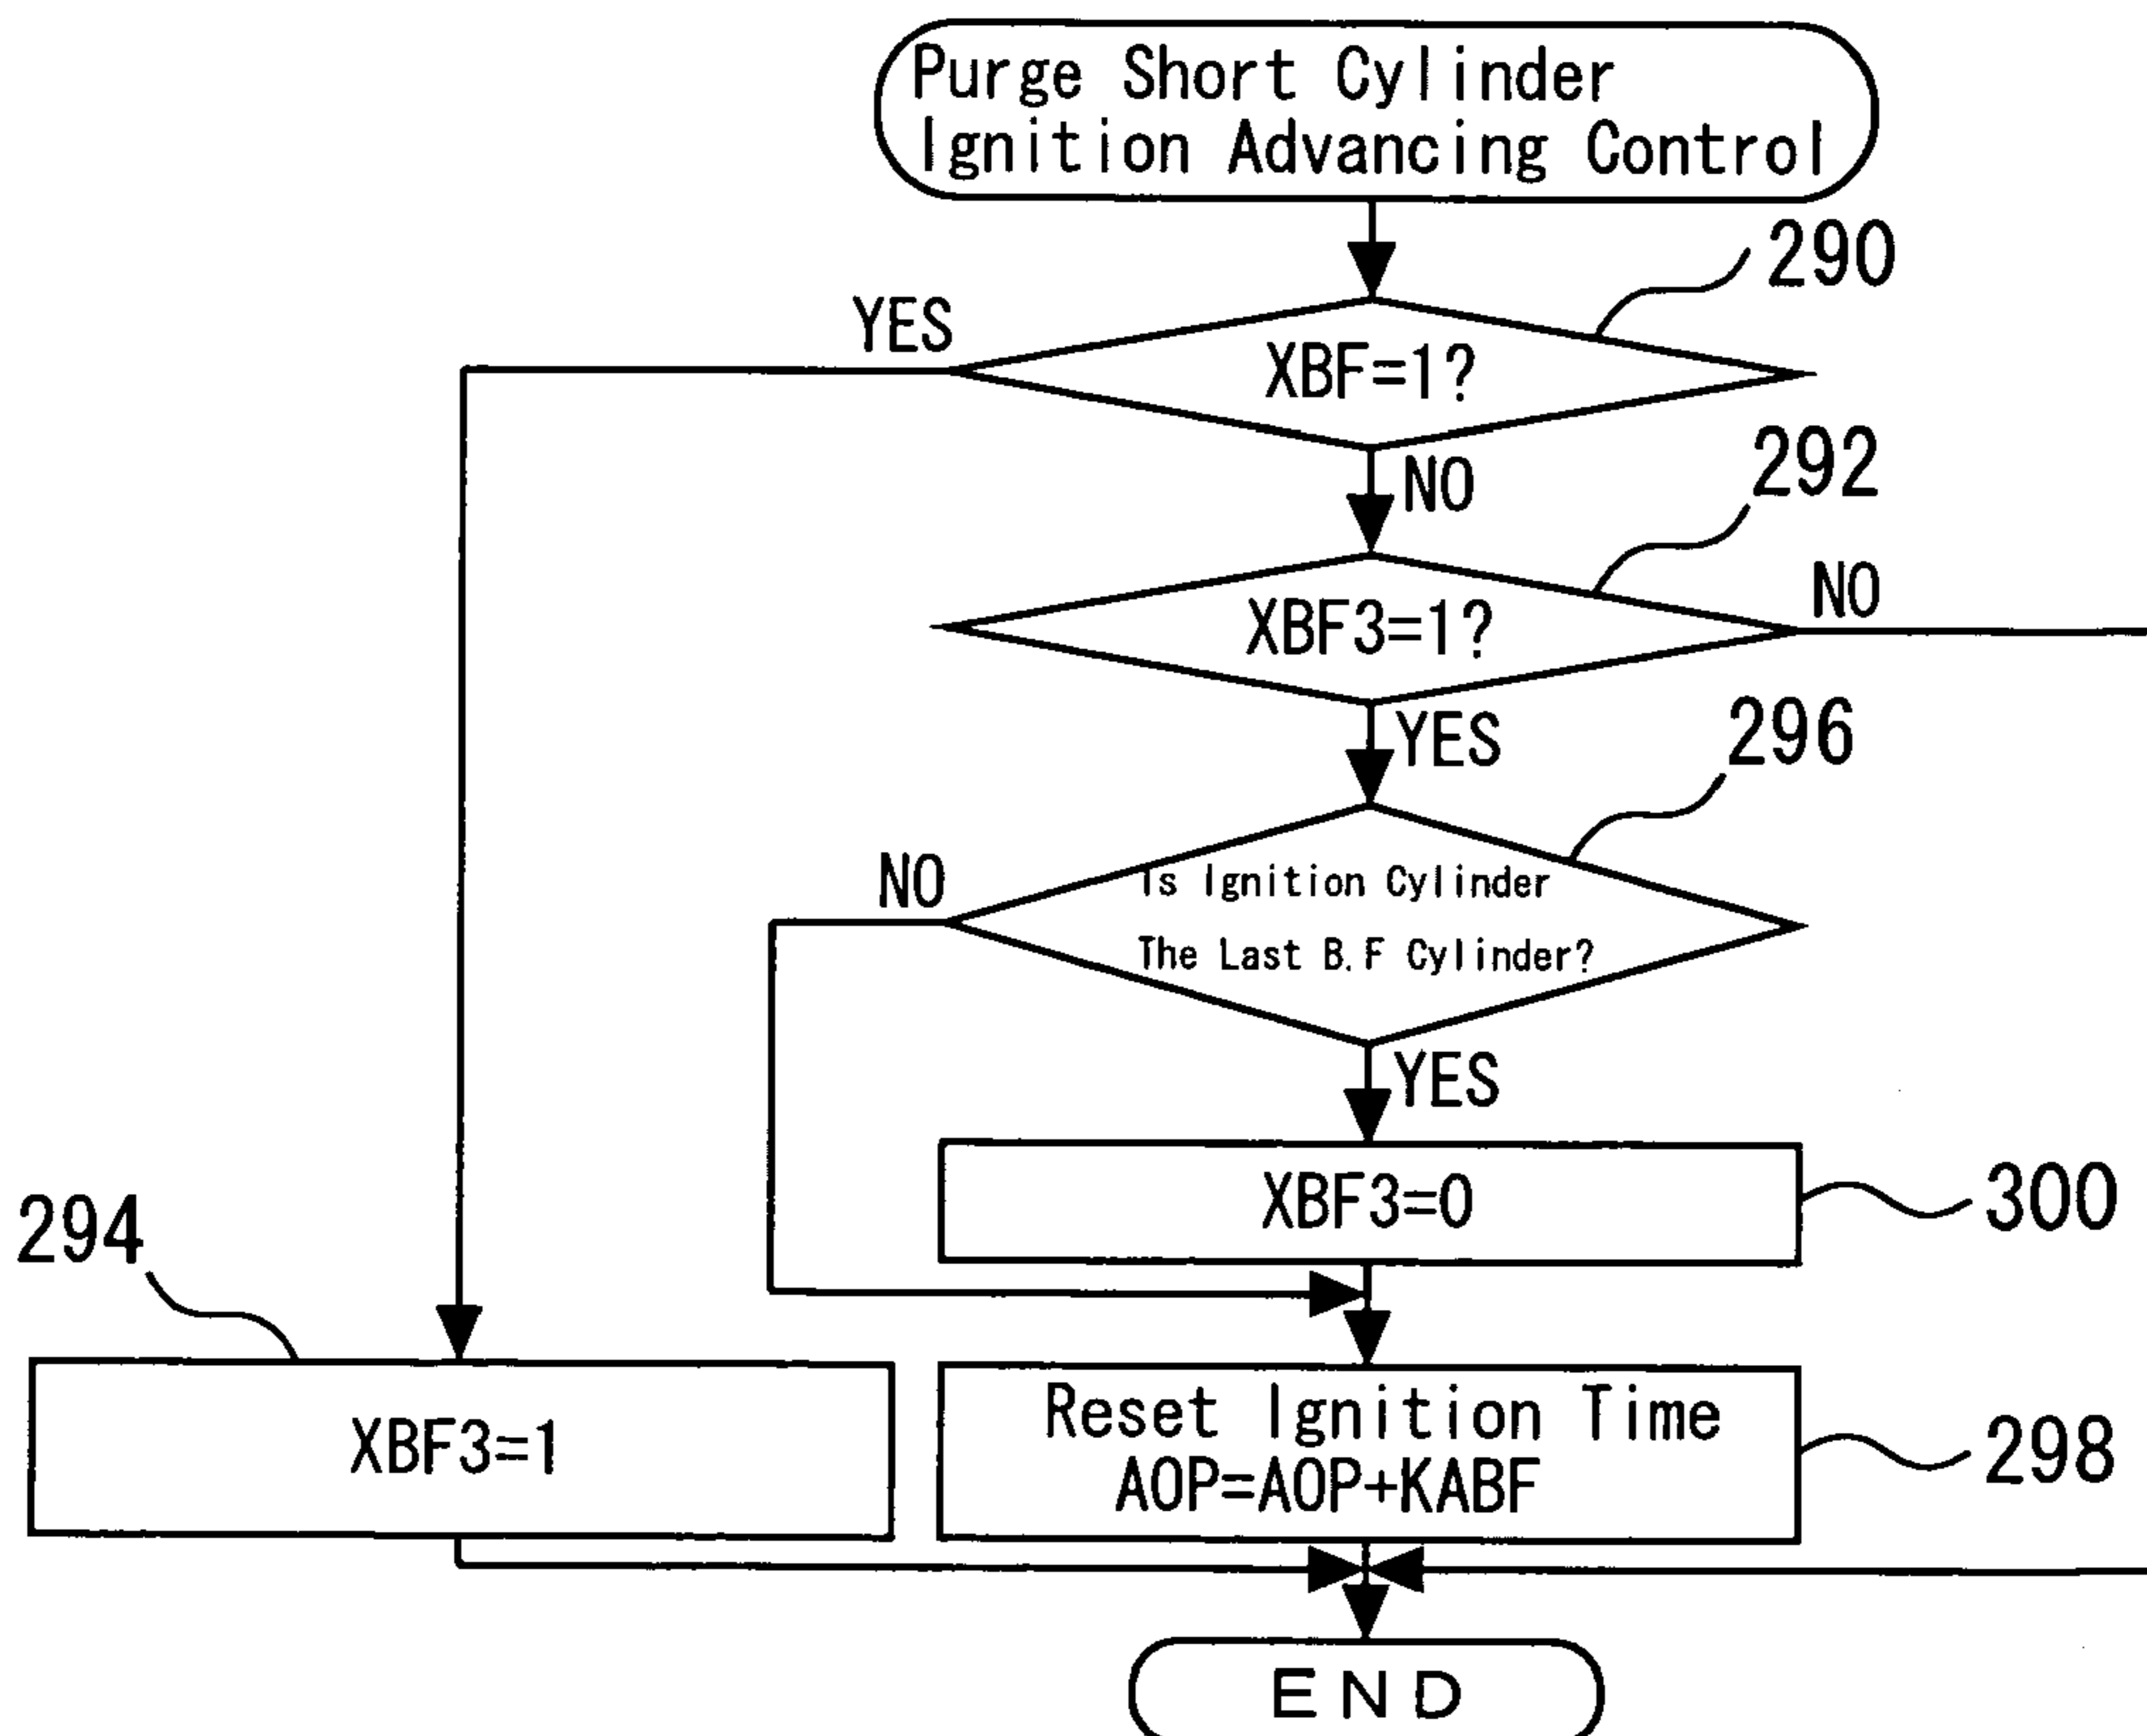 Purge Short Cylinder
Ignition Advancing Control
290
YES
XBF=1?
NO
292
XBF3=1?
NO
YES
296
NO
Is Ignition Cylinder
The Last B.F Cylinder?
YES
XBF3=0
300
294
XBF3=1
Reset Ignition Time
AOP=AOP+KABF
298
END